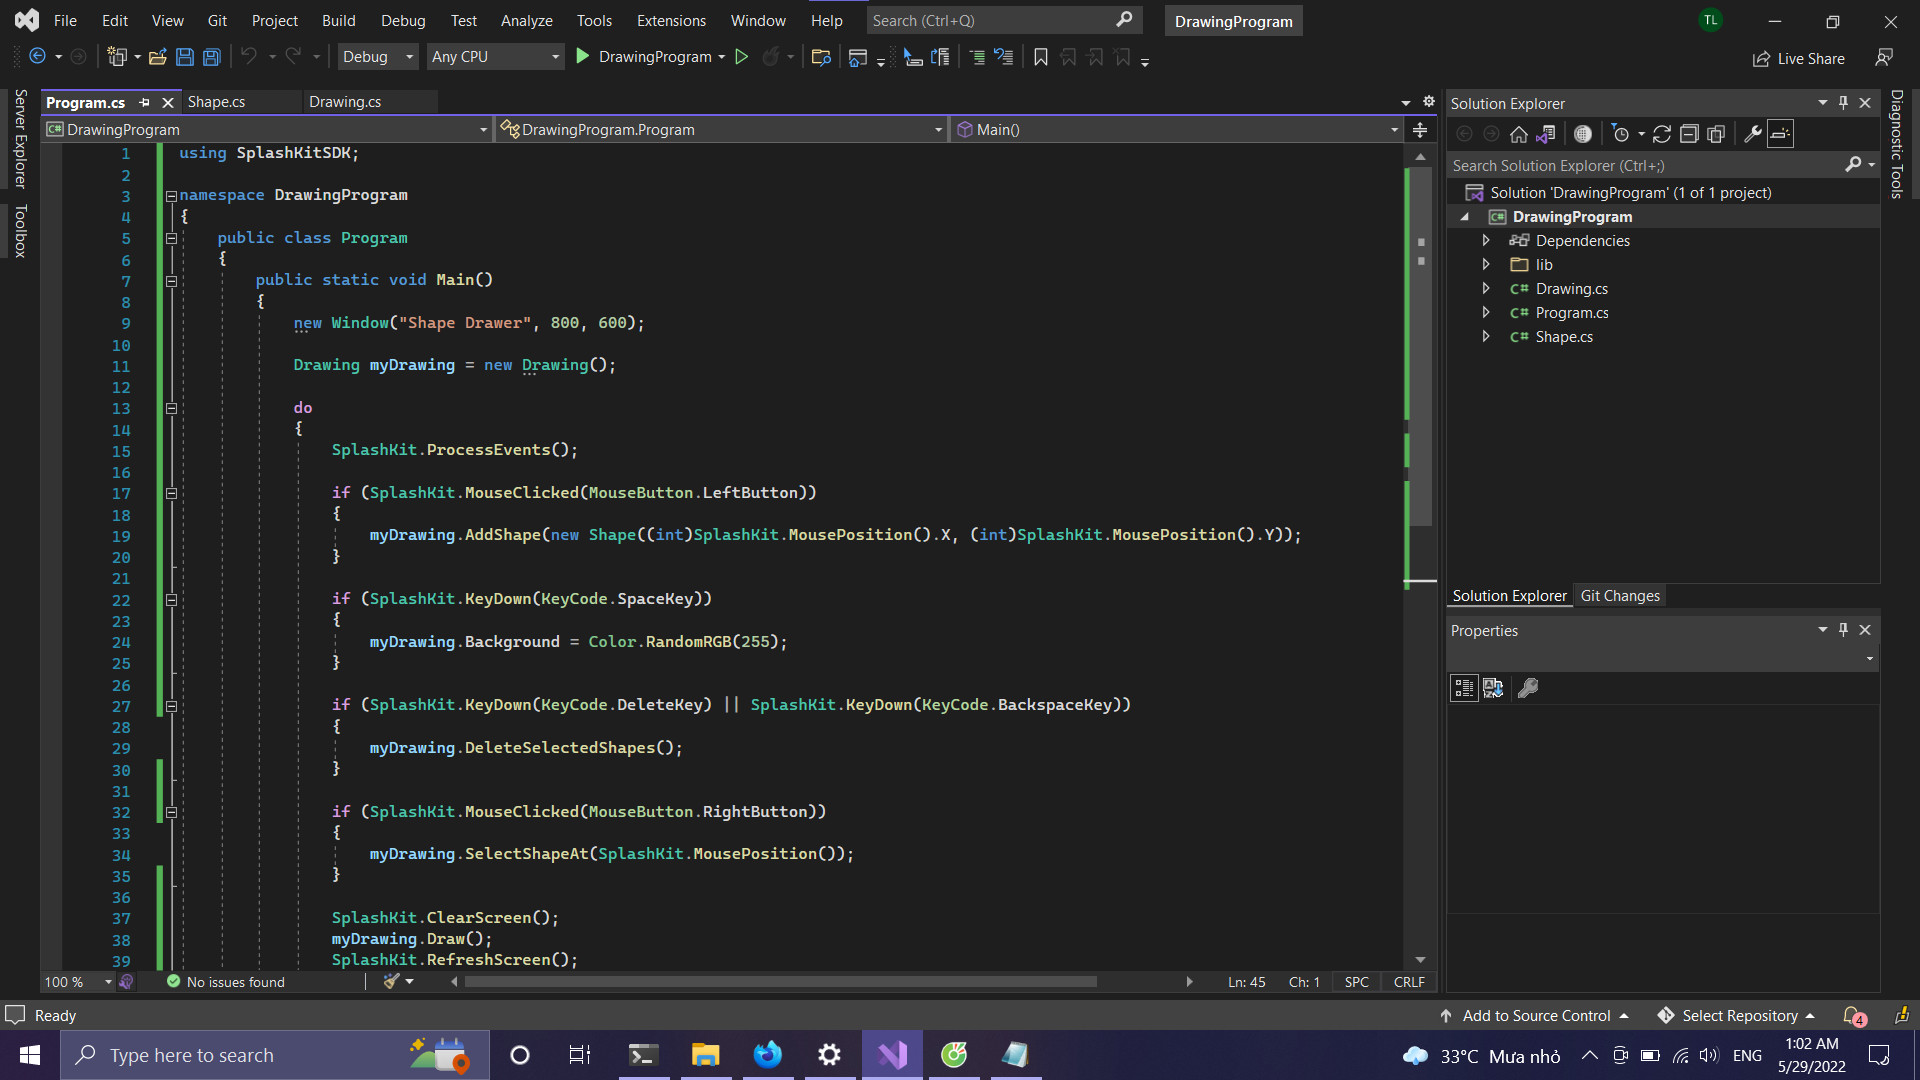 File Edit View Git Project Build Debug Test Analyze Tools Extensions Window Help Search (Ctrl+Q) DrawingProgram TL
Debug Any CPU DrawingProgram Live Share
Server Explorer
Toolbox
Program.cs Shape.cs Drawing.cs
DrawingProgram DrawingProgram.Program Main()
1 using SplashKitSDK;
2
3 namespace DrawingProgram
4 {
5 public class Program
6 {
7 public static void Main()
8 {
9 new Window("Shape Drawer", 800, 600);
10
11 Drawing myDrawing = new Drawing();
12
13 do
14 {
15 SplashKit.ProcessEvents();
16
17 if (SplashKit.MouseClicked(MouseButton.LeftButton))
18 {
19 myDrawing.AddShape(new Shape((int)SplashKit.MousePosition().X, (int)SplashKit.MousePosition().Y));
20 }
21
22 if (SplashKit.KeyDown(KeyCode.SpaceKey))
23 {
24 myDrawing.Background = Color.RandomRGB(255);
25 }
26
27 if (SplashKit.KeyDown(KeyCode.DeleteKey) || SplashKit.KeyDown(KeyCode.BackspaceKey))
28 {
29 myDrawing.DeleteSelectedShapes();
30 }
31
32 if (SplashKit.MouseClicked(MouseButton.RightButton))
33 {
34 myDrawing.SelectShapeAt(SplashKit.MousePosition());
35 }
36
37 SplashKit.ClearScreen();
38 myDrawing.Draw();
39 SplashKit.RefreshScreen();
100 % No issues found Ln: 45 Ch: 1 SPC CRLF
Solution Explorer
Search Solution Explorer (Ctrl+;)
Solution 'DrawingProgram' (1 of 1 project)
C# DrawingProgram
Dependencies
lib
C# Drawing.cs
C# Program.cs
C# Shape.cs
Solution Explorer Git Changes
Properties
Diagnostic Tools
Ready Add to Source Control Select Repository 4
Type here to search 33°C Mưa nhỏ ENG 1:02 AM
5/29/2022